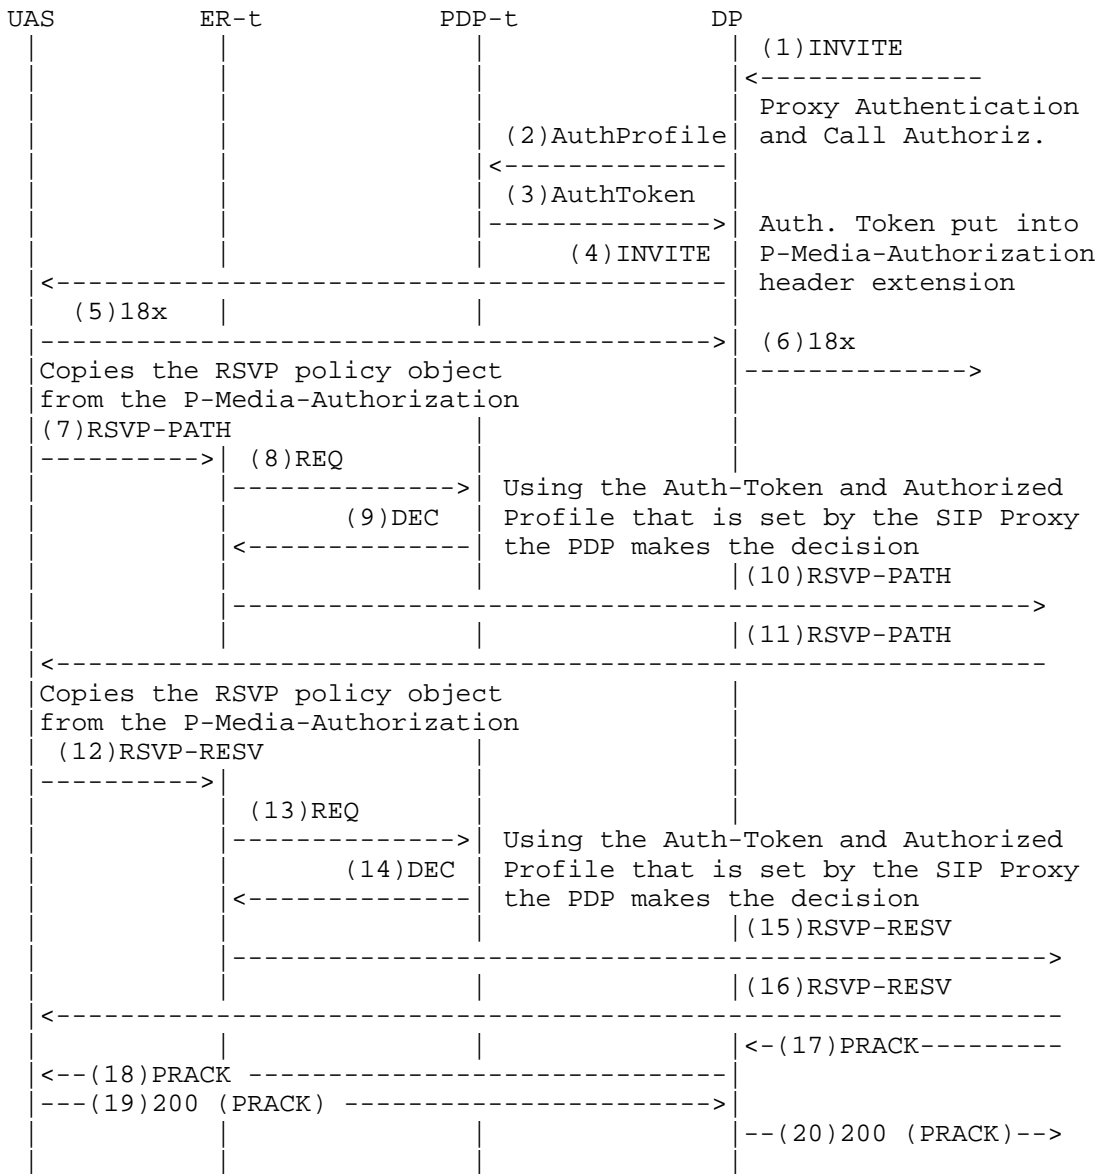 UAS ER-t PDP-t DP
(1)INVITE
<--------------
Proxy Authentication
(2)AuthProfile and Call Authoriz.
<--------------
(3)AuthToken
--------------> Auth. Token put into
(4)INVITE P-Media-Authorization
<------------------------------------------ header extension
(5)18x
------------------------------------------> (6)18x
Copies the RSVP policy object -------------->
from the P-Media-Authorization
(7)RSVP-PATH
----------> (8)REQ
--------------> Using the Auth-Token and Authorized
(9)DEC Profile that is set by the SIP Proxy
<-------------- the PDP makes the decision
(10)RSVP-PATH
-------------------------------------------------->
(11)RSVP-PATH
<--------------------------------------------------------------
Copies the RSVP policy object
from the P-Media-Authorization
(12)RSVP-RESV
---------->
(13)REQ
--------------> Using the Auth-Token and Authorized
(14)DEC Profile that is set by the SIP Proxy
<-------------- the PDP makes the decision
(15)RSVP-RESV
--------------------------------------------------->
(16)RSVP-RESV
<---------------------------------------------------------------
<-(17)PRACK---------
<--(18)PRACK ------------------------------
---(19)200 (PRACK) ----------------------->
--(20)200 (PRACK)-->